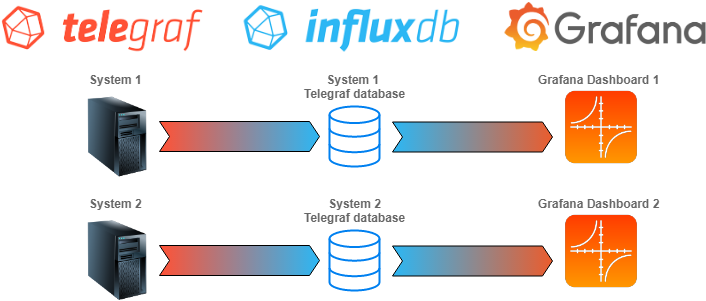 telegraf
influxdb
Grafana
System 1
System 1
Telegraf database
Grafana Dashboard 1
System 2
System 2
Telegraf database
Grafana Dashboard 2